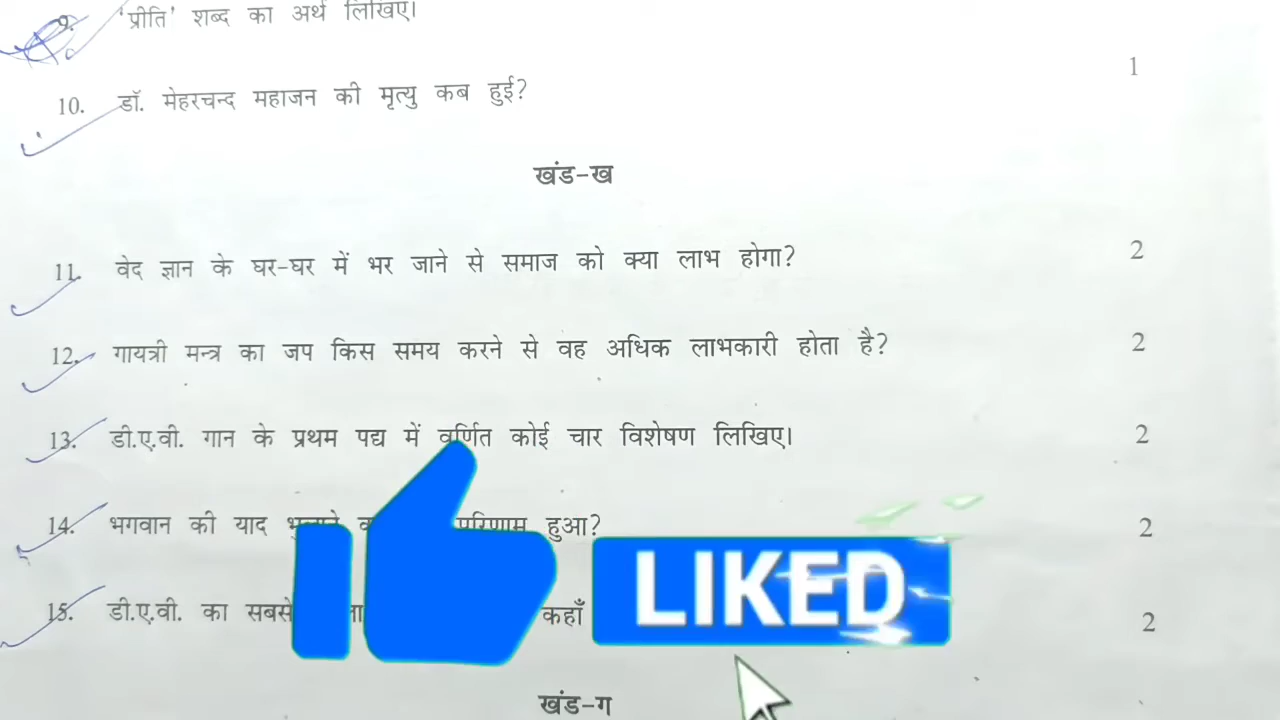 9. 'प्रीति' शब्द का अर्थ लिखिए।
1
10. डॉ. मेहरचन्द महाजन की मृत्यु कब हुई?
खंड-ख
11. वेद ज्ञान के घर-घर में भर जाने से समाज को क्या लाभ होगा? 2
12. गायत्री मन्त्र का जप किस समय करने से वह अधिक लाभकारी होता है? 2
13. डी.ए.वी. गान के प्रथम पद्य में वर्णित कोई चार विशेषण लिखिए। 2
14. भगवान की याद परिणाम हुआ? 2
15. डी.ए.वी. का सबसे कहाँ 2
LIKED
खंड-ग